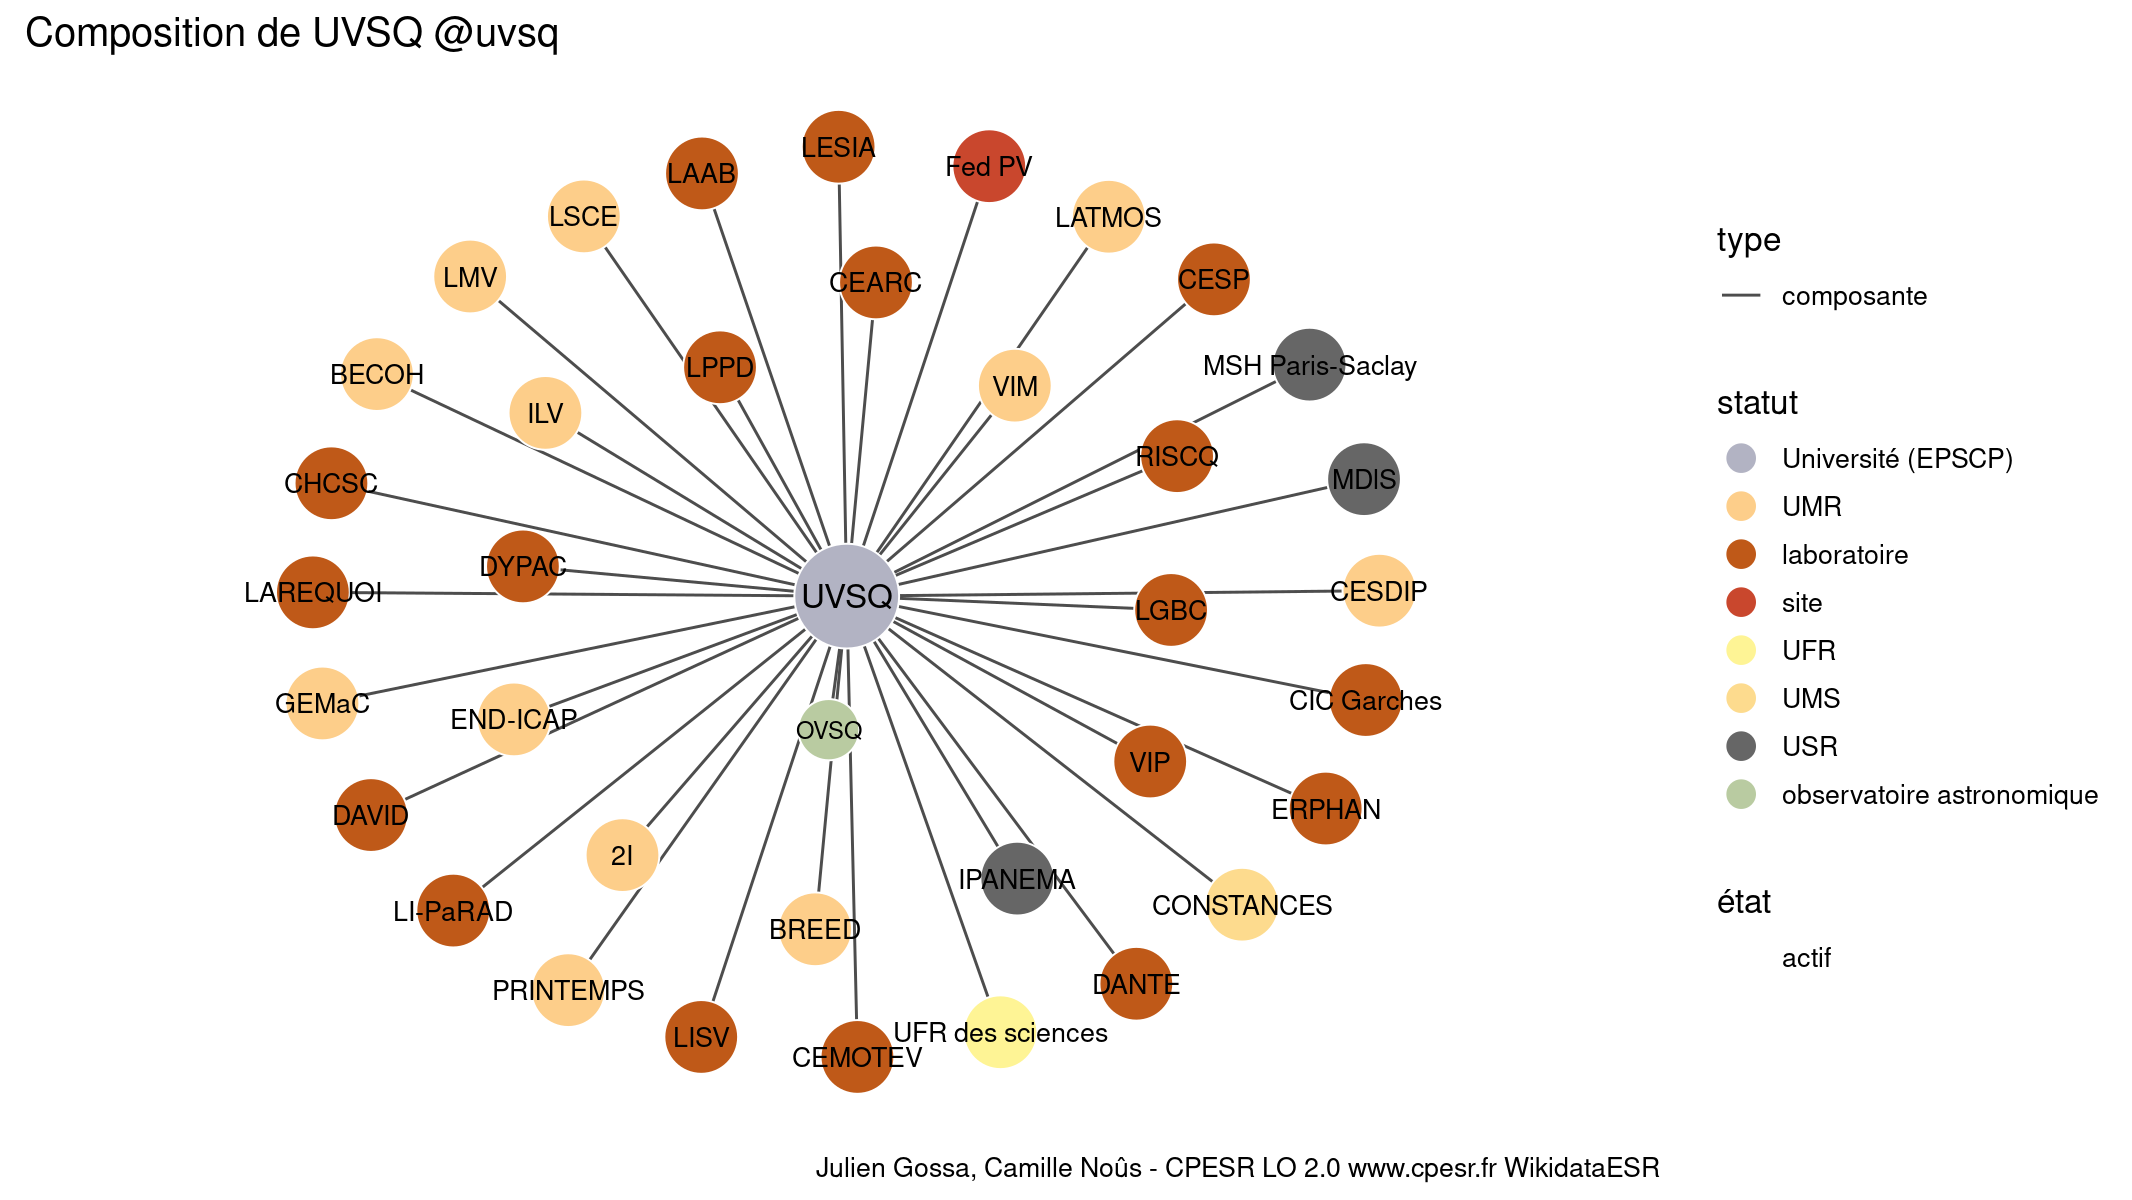 Composition de UVSQ @uvsq
LESIA
Fed PV
LAAB
LSCE
LATMOS
LMV
CEARC
CESP
BECOH
LPPD
VIM
MSH Paris-Saclay
ILV
RISCQ
CHCSC
MDIS
DYPAC
LAREQUOI
UVSQ
CESDIP
LGBC
GEMaC
END-ICAP
OVSQ
CIC Garches
VIP
DAVID
ERPHAN
2I
LI-PaRAD
IPANEMA
CONSTANCES
BREED
PRINTEMPS
DANTE
LISV
CEMOTEV
UFR des sciences
type
composante
statut
Université (EPSCP)
UMR
laboratoire
site
UFR
UMS
USR
observatoire astronomique
état
actif
Julien Gossa, Camille Noûs - CPESR LO 2.0 www.cpesr.fr WikidataESR